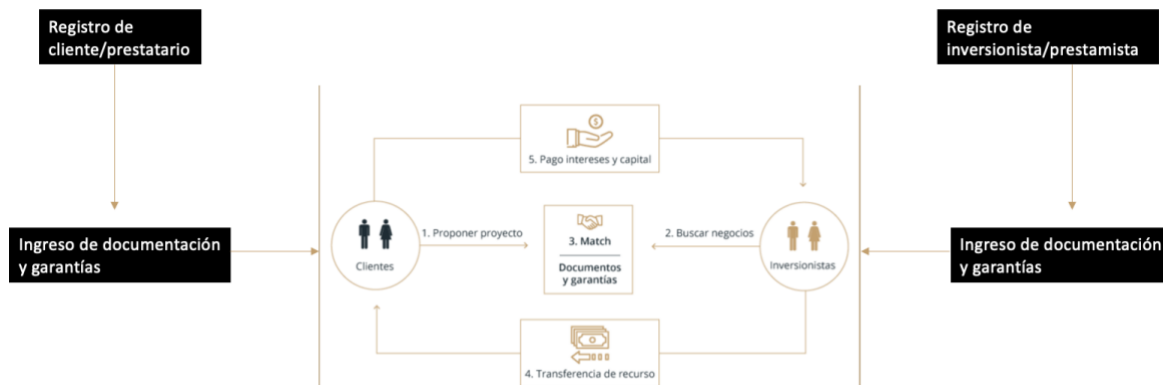 Registro de
cliente/prestatario
Registro de
inversionista/prestamista
$
5. Pago intereses y capital
1. Proponer proyecto
3. Match
Documentos
y garantías
2. Buscar negocios
Clientes
Inversionistas
Ingreso de documentación
y garantías
Ingreso de documentación
y garantías
4. Transferencia de recurso